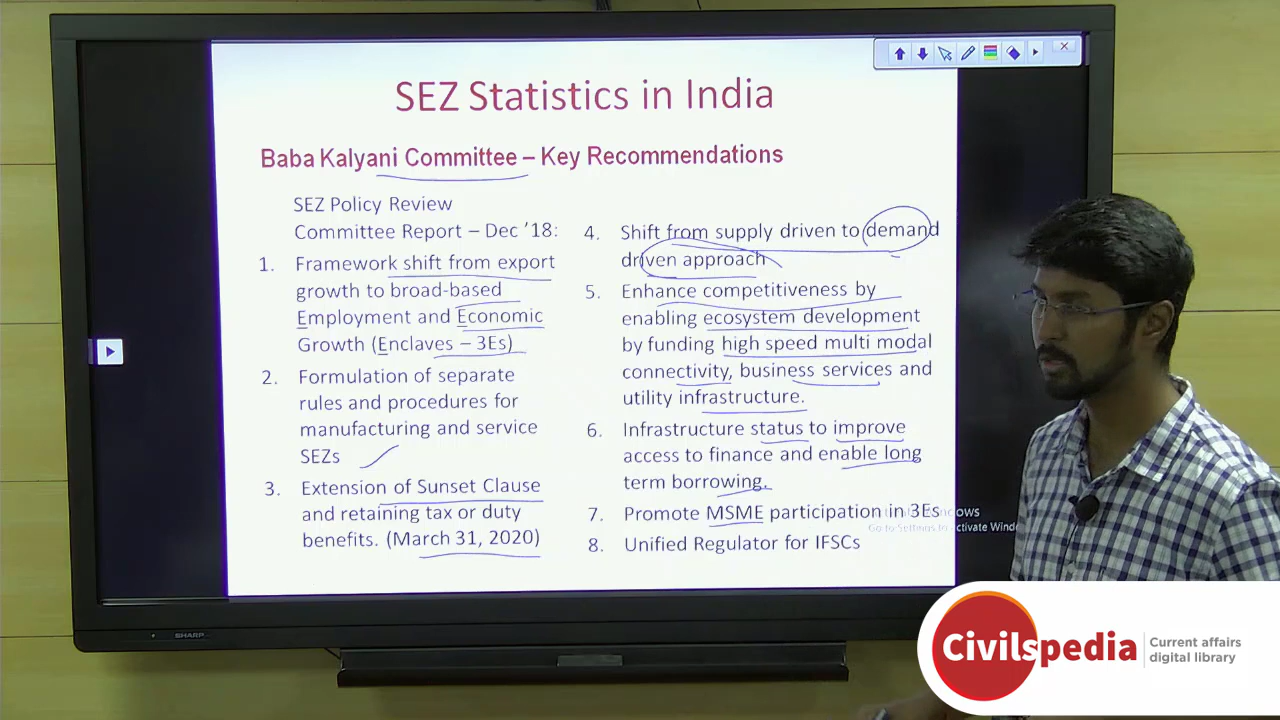 SEZ Statistics in India
Baba Kalyani Committee – Key Recommendations
SEZ Policy Review
Committee Report – Dec ’18:
1. Framework shift from export
growth to broad-based
Employment and Economic
Growth (Enclaves – 3Es)
2. Formulation of separate
rules and procedures for
manufacturing and service
SEZs
3. Extension of Sunset Clause
and retaining tax or duty
benefits. (March 31, 2020)
4. Shift from supply driven to demand
driven approach
5. Enhance competitiveness by
enabling ecosystem development
by funding high speed multi modal
connectivity, business services and
utility infrastructure.
6. Infrastructure status to improve
access to finance and enable long
term borrowing.
7. Promote MSME participation in 3Es
8. Unified Regulator for IFSCs
SHARP
Civilspedia
Current affairs
digital library